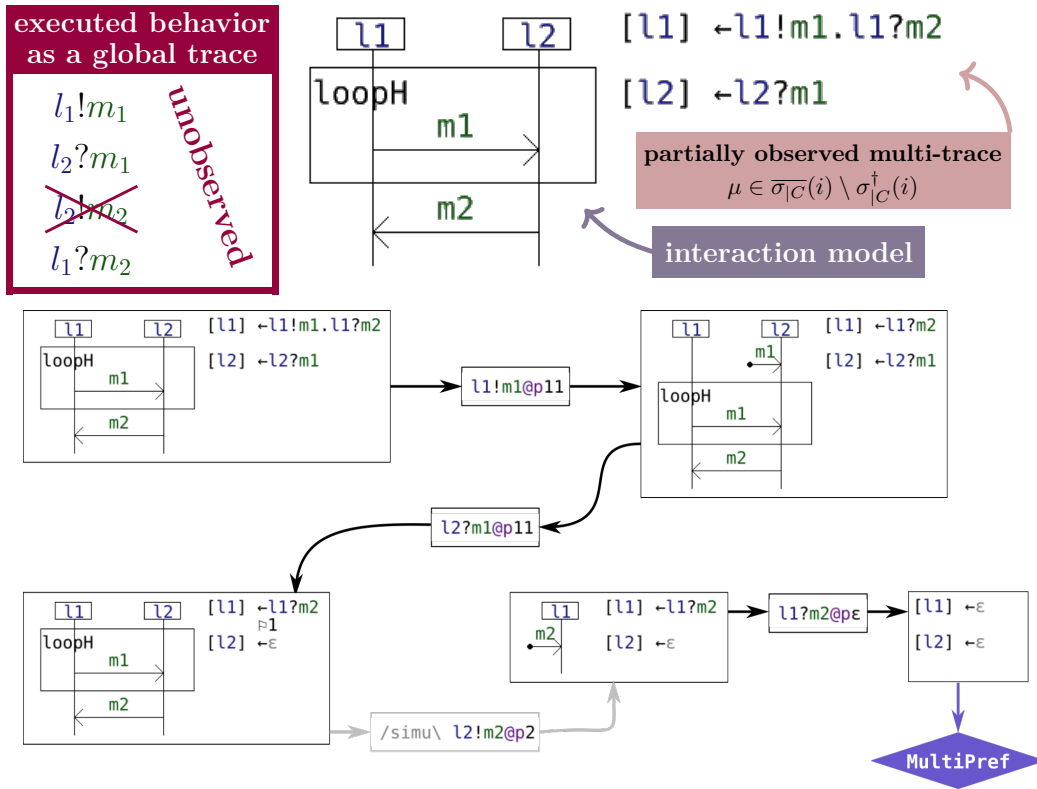 executed behavior
as a global trace
l₁!m₁
l₂?m₁
l₂!m₂
l₁?m₂
unobserved
l1 l2
loopH
m1
m2
[l1] ←l1!m1.l1?m2
[l2] ←l2?m1
partially observed multi-trace
μ ∈ \overline{σ_{|C}}(i) \ σ^†_{|C}(i)
interaction model
l1 l2
loopH
m1
m2
[l1] ←l1!m1.l1?m2
[l2] ←l2?m1
l1!m1@p11
l1 l2
m1
loopH
m1
m2
[l1] ←l1?m2
[l2] ←l2?m1
l2?m1@p11
l1 l2
loopH
m1
m2
[l1] ←l1?m2
⚐1
[l2] ←ε
/simu\ l2!m2@p2
l1
m2
[l1] ←l1?m2
[l2] ←ε
l1?m2@pε
[l1] ←ε
[l2] ←ε
MultiPref